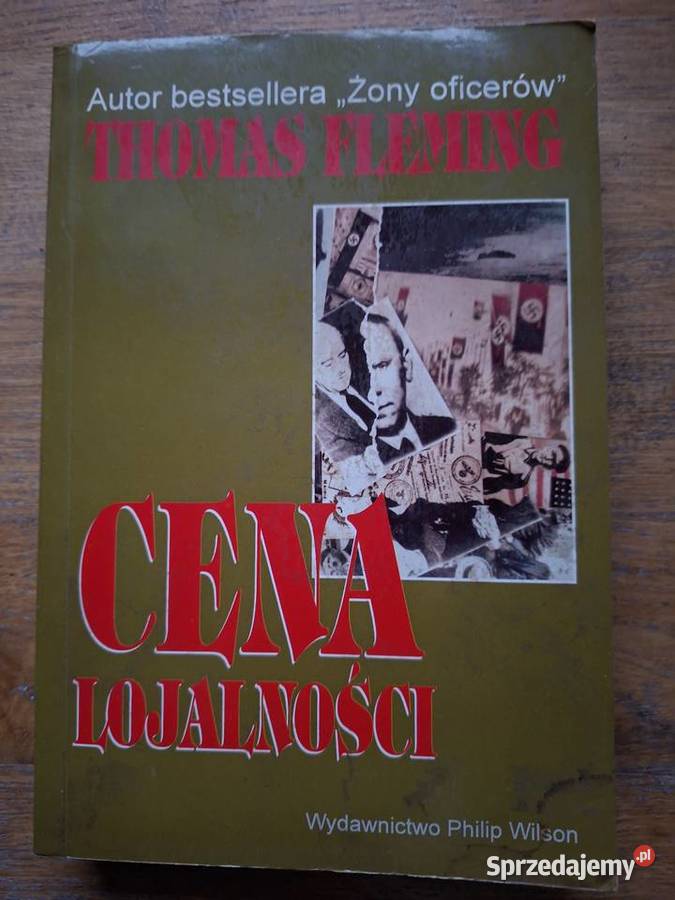 Autor bestsellera „Żony oficerów”
THOMAS FLEMING
CENA
LOJALNOŚCI
Wydawnictwo Philip Wilson
Sprzedajemy.pl